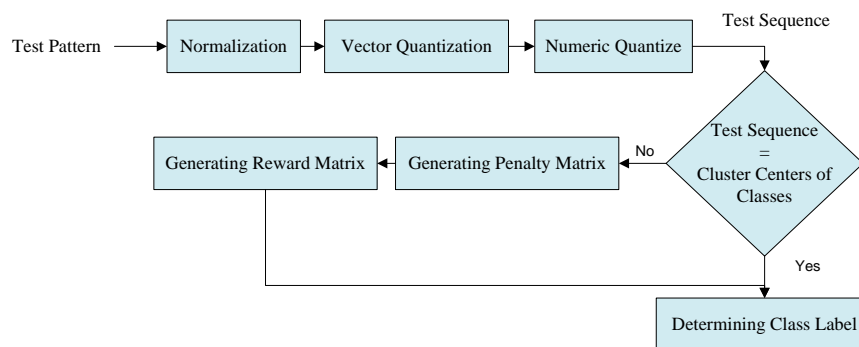 Test Sequence
Test Pattern
Normalization
Vector Quantization
Numeric Quantize
Test Sequence
=
Cluster Centers of
Classes
No
Generating Penalty Matrix
Generating Reward Matrix
Yes
Determining Class Label